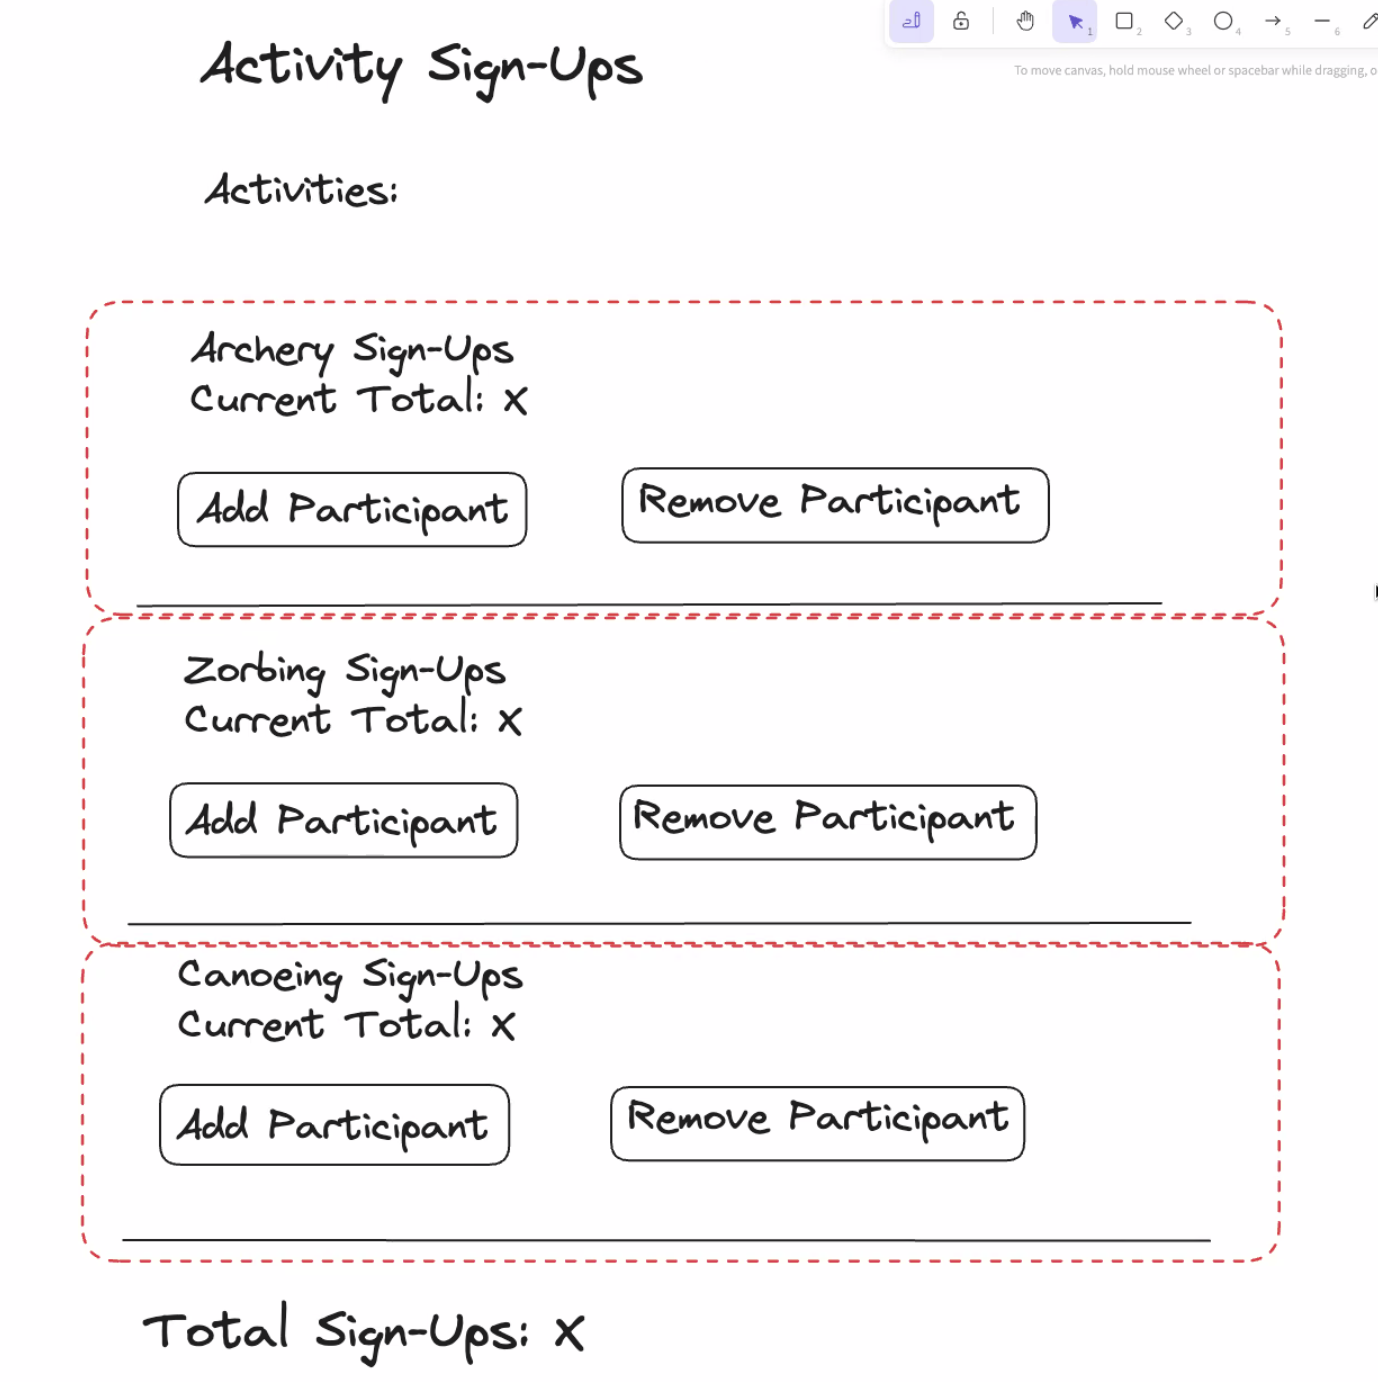 1 2 3 4 5 6
To move canvas, hold mouse wheel or spacebar while dragging, o
Activity Sign-Ups
Activities:
Archery Sign-Ups
Current Total: X
Add Participant Remove Participant
Zorbing Sign-Ups
Current Total: X
Add Participant Remove Participant
Canoeing Sign-Ups
Current Total: X
Add Participant Remove Participant
Total Sign-Ups: X